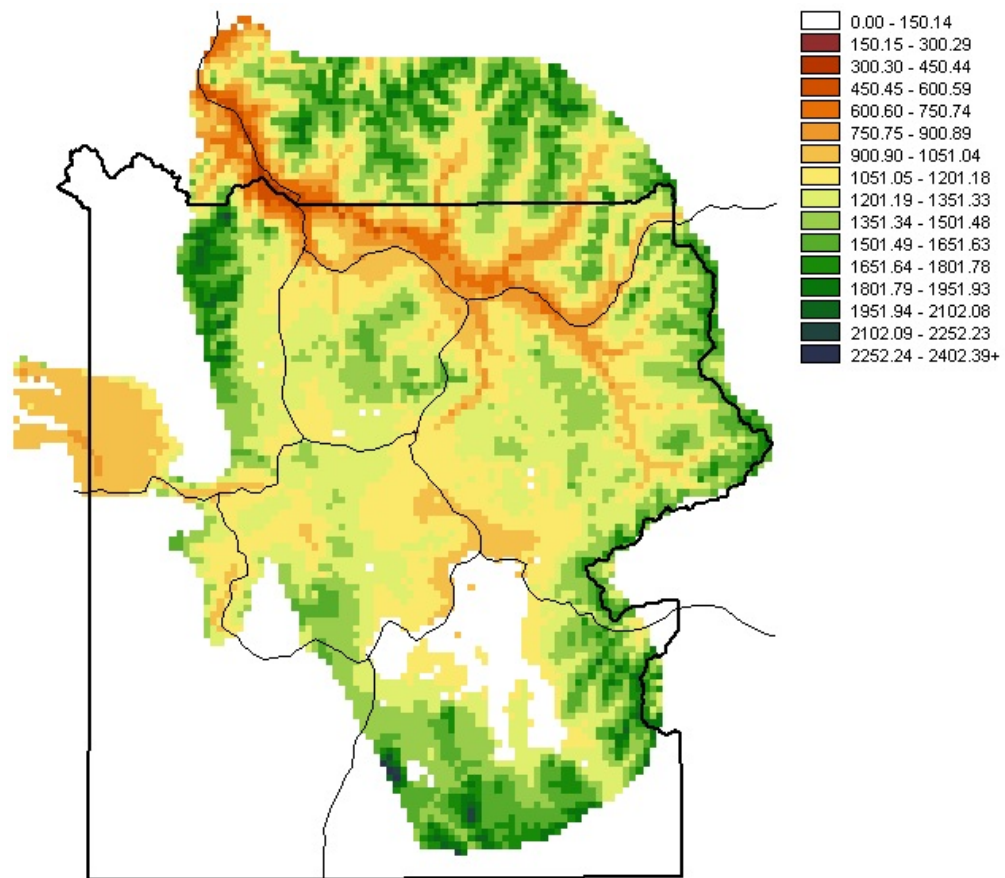 0.00 - 150.14
150.15 - 300.29
300.30 - 450.44
450.45 - 600.59
600.60 - 750.74
750.75 - 900.89
900.90 - 1051.04
1051.05 - 1201.18
1201.19 - 1351.33
1351.34 - 1501.48
1501.49 - 1651.63
1651.64 - 1801.78
1801.79 - 1951.93
1951.94 - 2102.08
2102.09 - 2252.23
2252.24 - 2402.39+